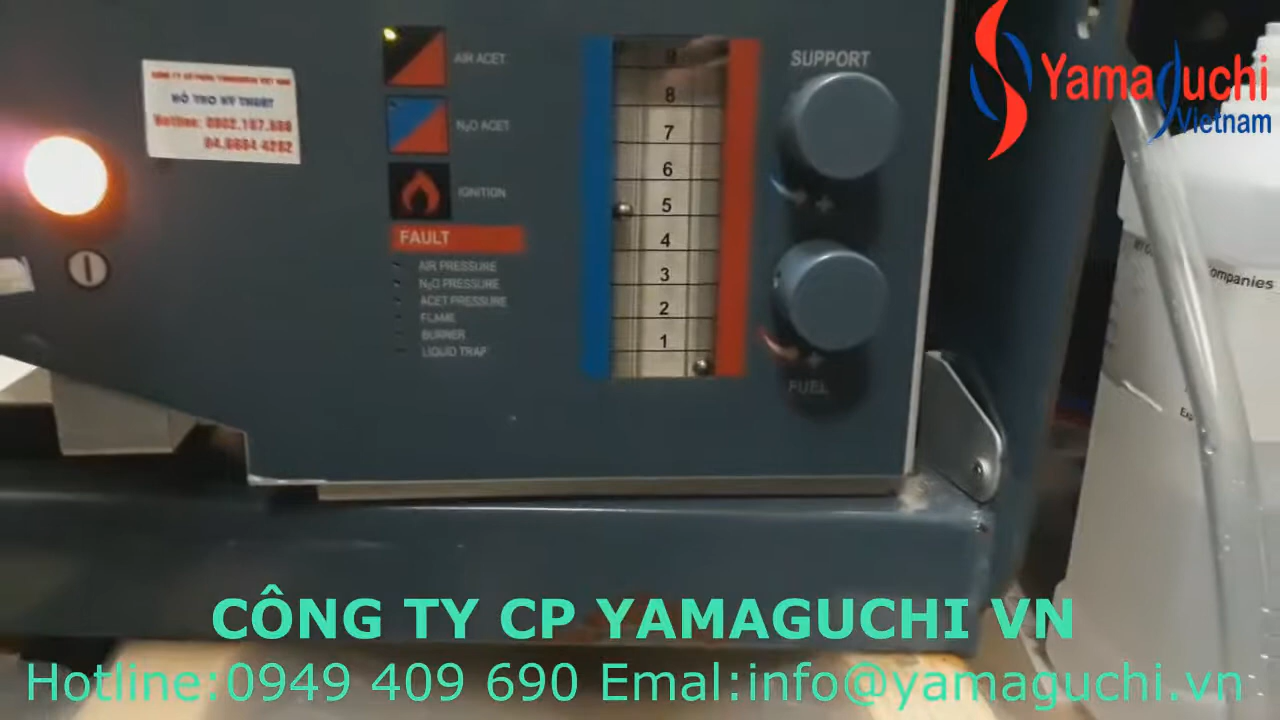 AIR ACET
N₂O ACET
IGNITION
FAULT
AIR PRESSURE
N₂O PRESSURE
ACET PRESSURE
FLAME
BURNER
LIQUID TRAP
9
8
7
6
5
4
3
2
1
SUPPORT
+
+
FUEL
Yamaguchi
Vietnam
HỖ TRỢ KỸ THUẬT
Hotline:
ompanies
CÔNG TY CP YAMAGUCHI VN
Hotline:0949 409 690 Emal:info@yamaguchi.vn